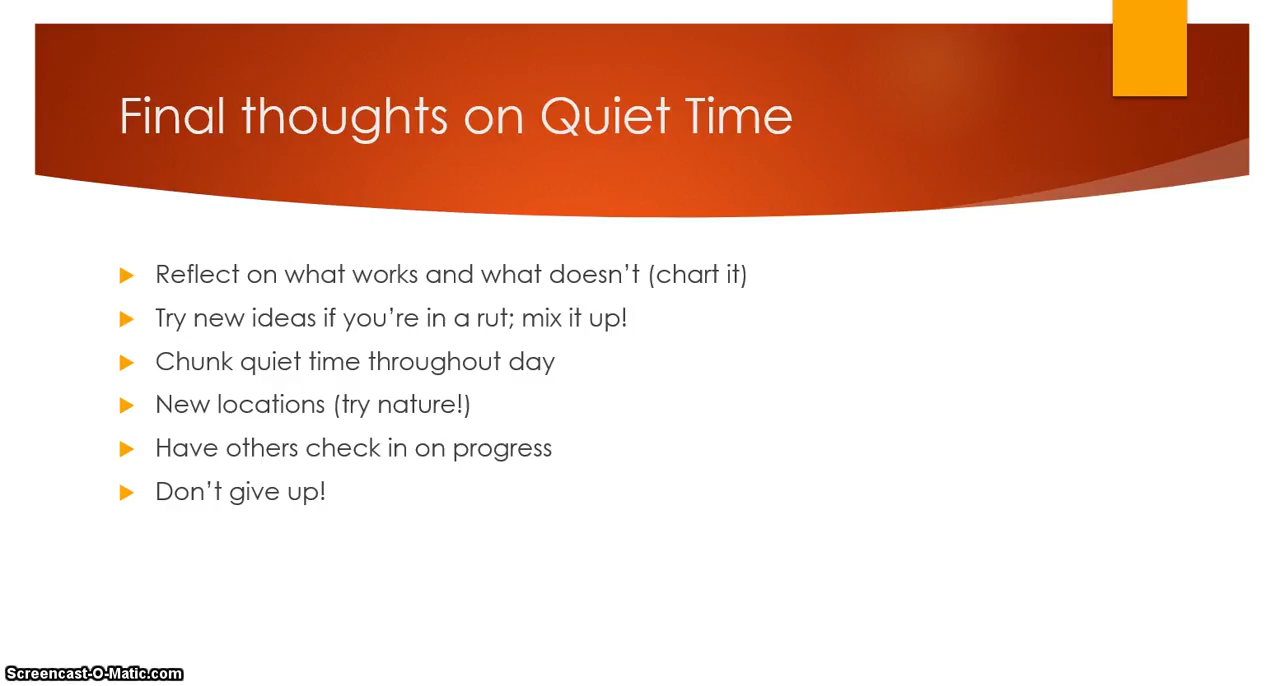 Final thoughts on Quiet Time
Reflect on what works and what doesn’t (chart it)
Try new ideas if you’re in a rut; mix it up!
Chunk quiet time throughout day
New locations (try nature!)
Have others check in on progress
Don’t give up!
Screencast-O-Matic.com